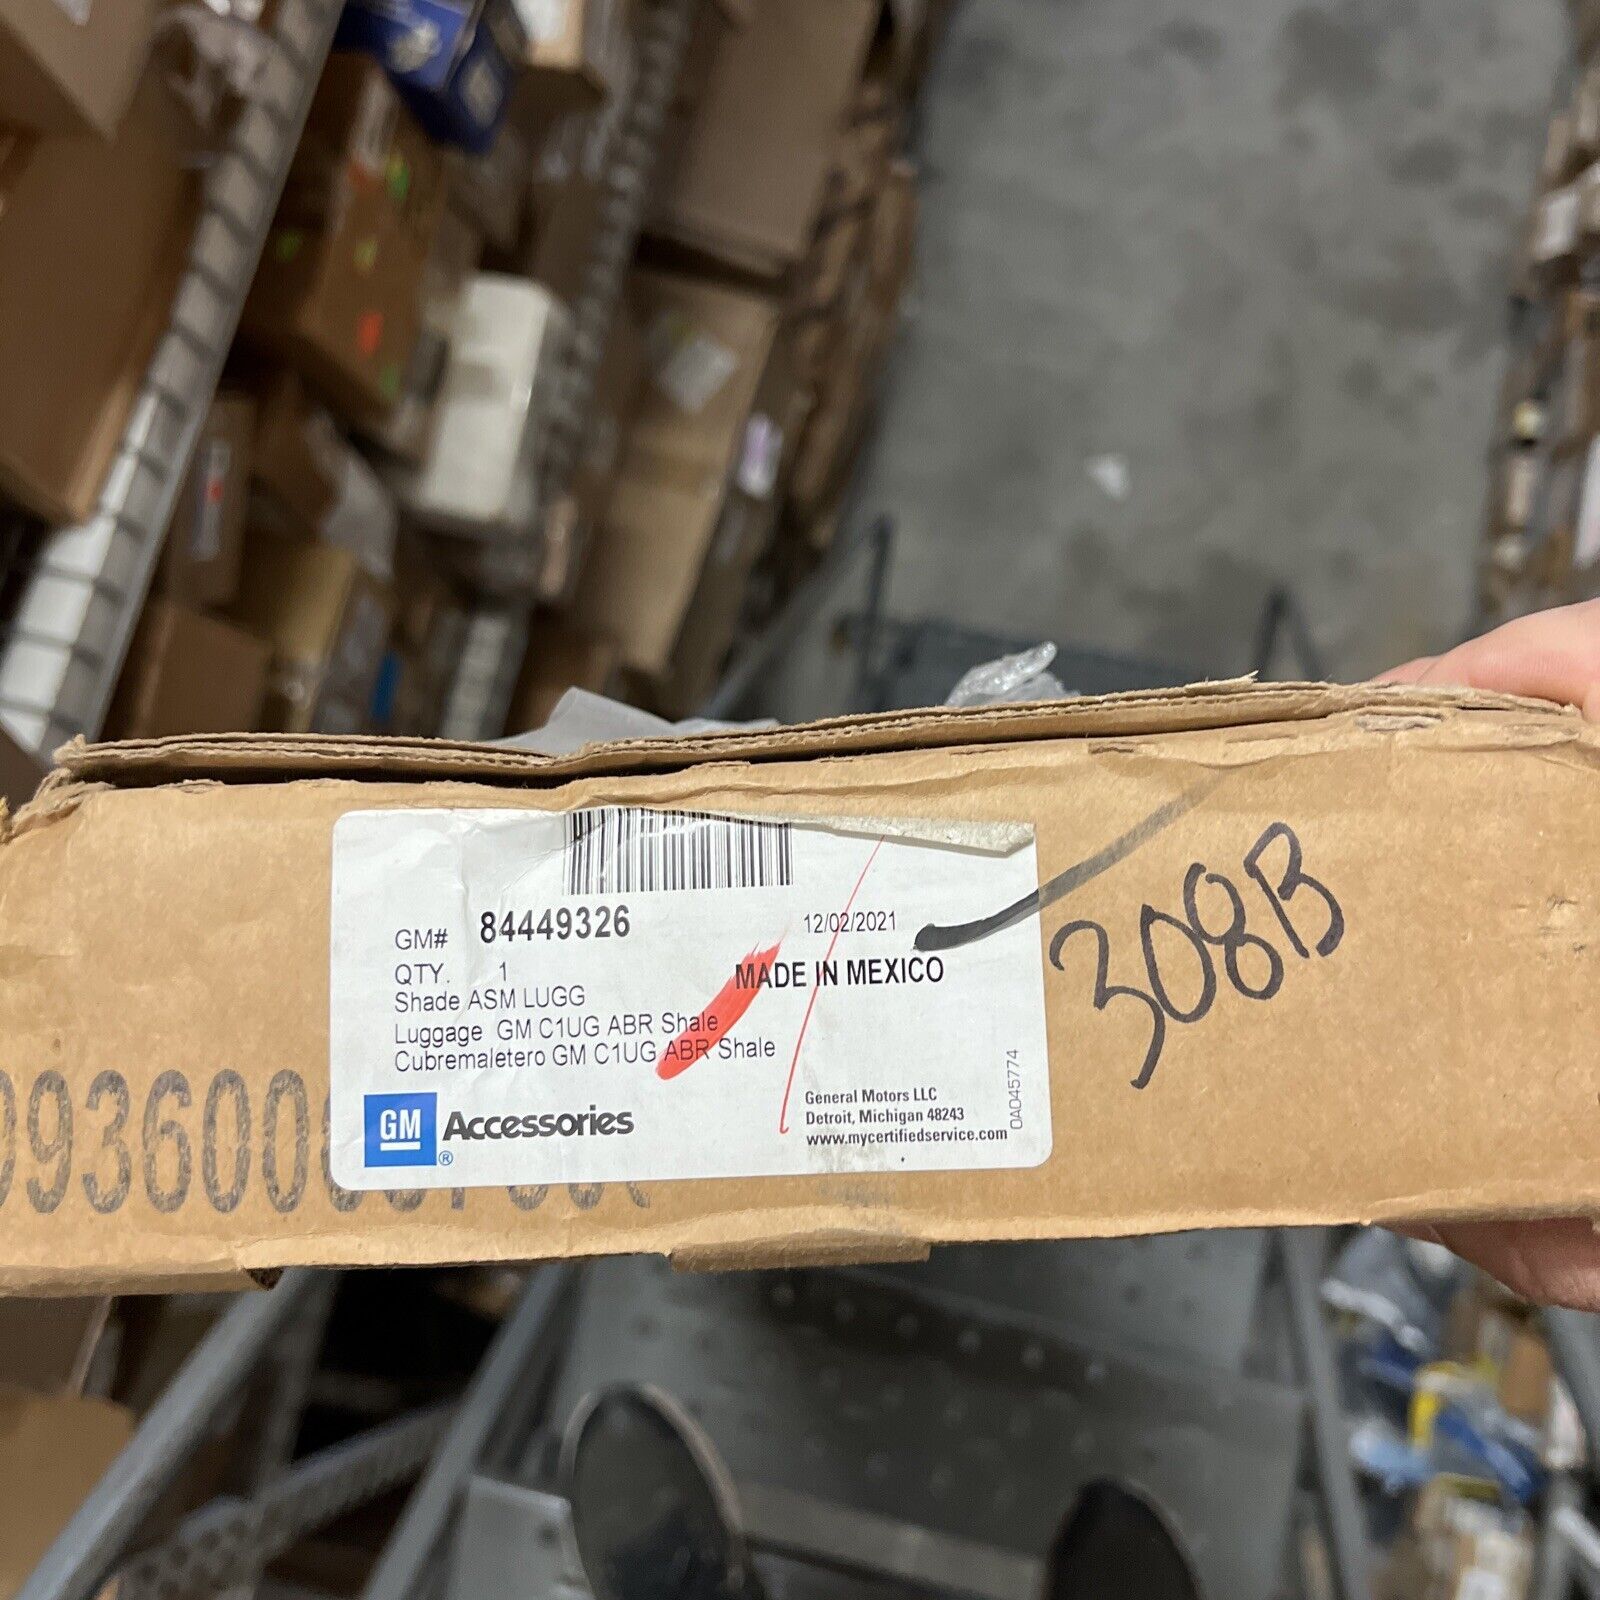 GM# 84449326 12/02/2021
QTY. 1 MADE IN MEXICO
Shade ASM LUGG
Luggage GM C1UG ABR Shale
Cubremaletero GM C1UG ABR Shale
GM Accessories
®
General Motors LLC
Detroit, Michigan 48243
www.mycertifiedservice.com
0AD45774
308B